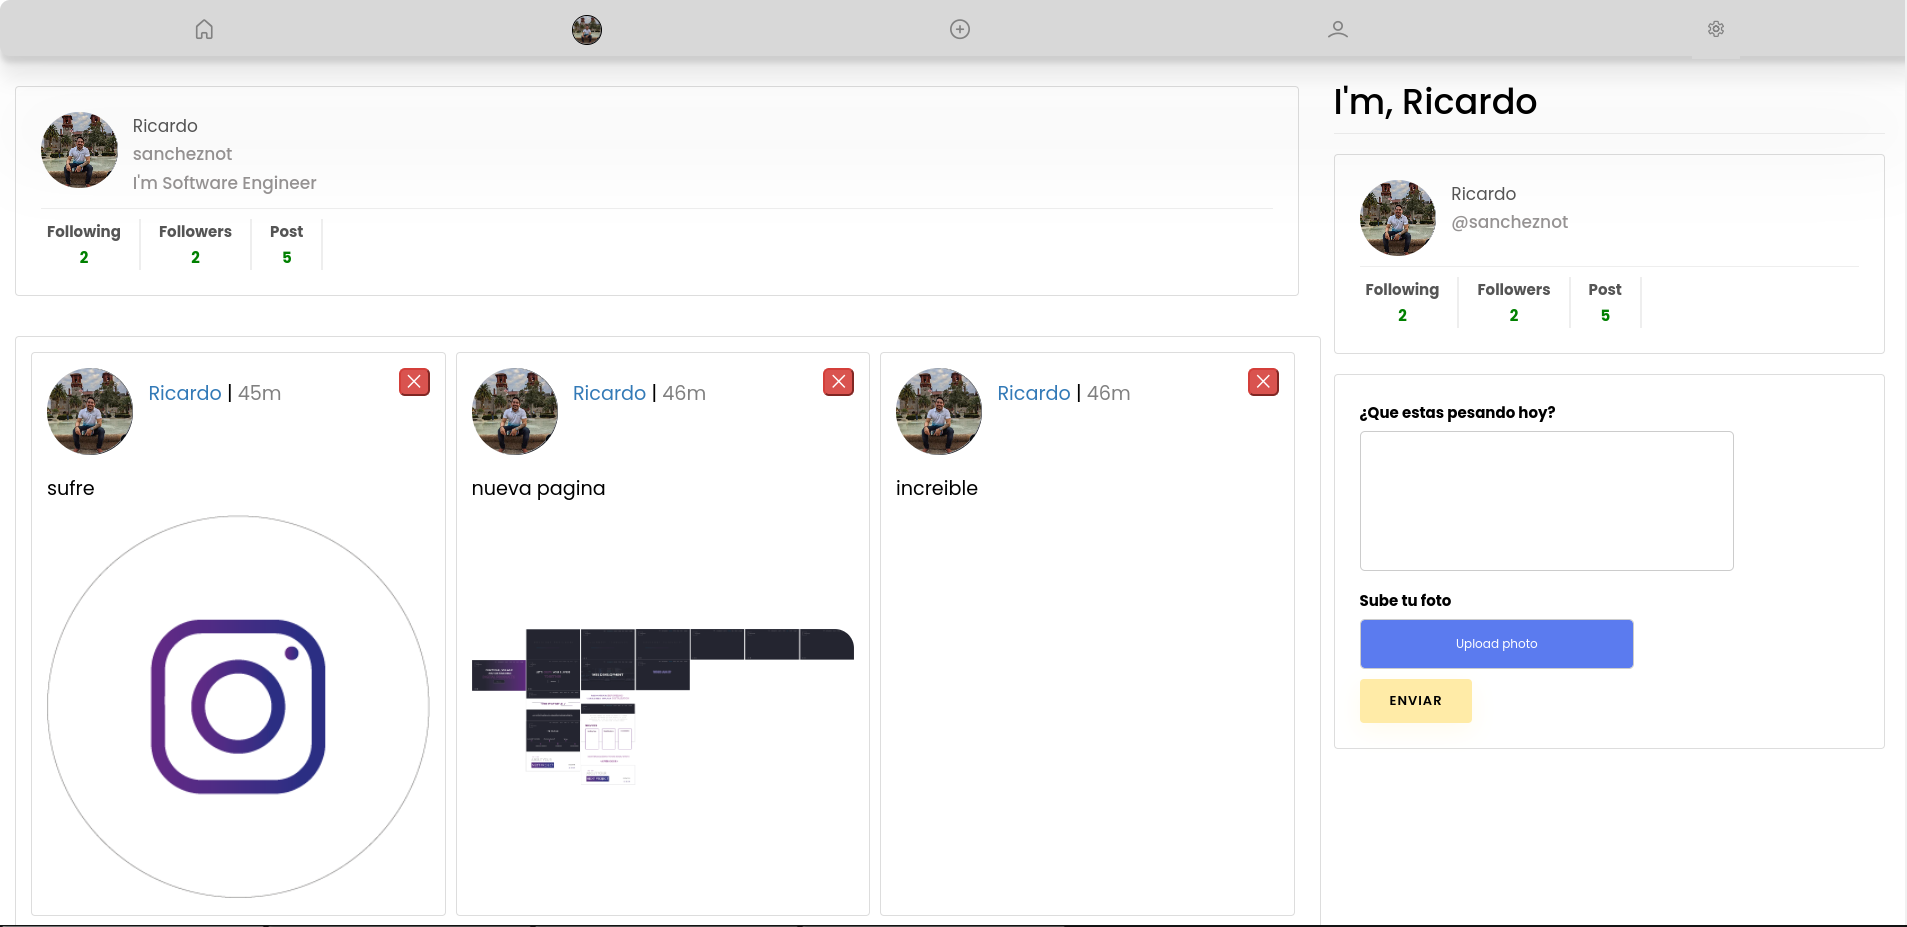 Ricardo
sancheznot
I'm Software Engineer
Following
2
Followers
2
Post
5
Ricardo | 45m
sufre
Ricardo | 46m
nueva pagina
Ricardo | 46m
increible
I'm, Ricardo
Ricardo
@sancheznot
Following
2
Followers
2
Post
5
¿Que estas pesando hoy?
Sube tu foto
Upload photo
ENVIAR